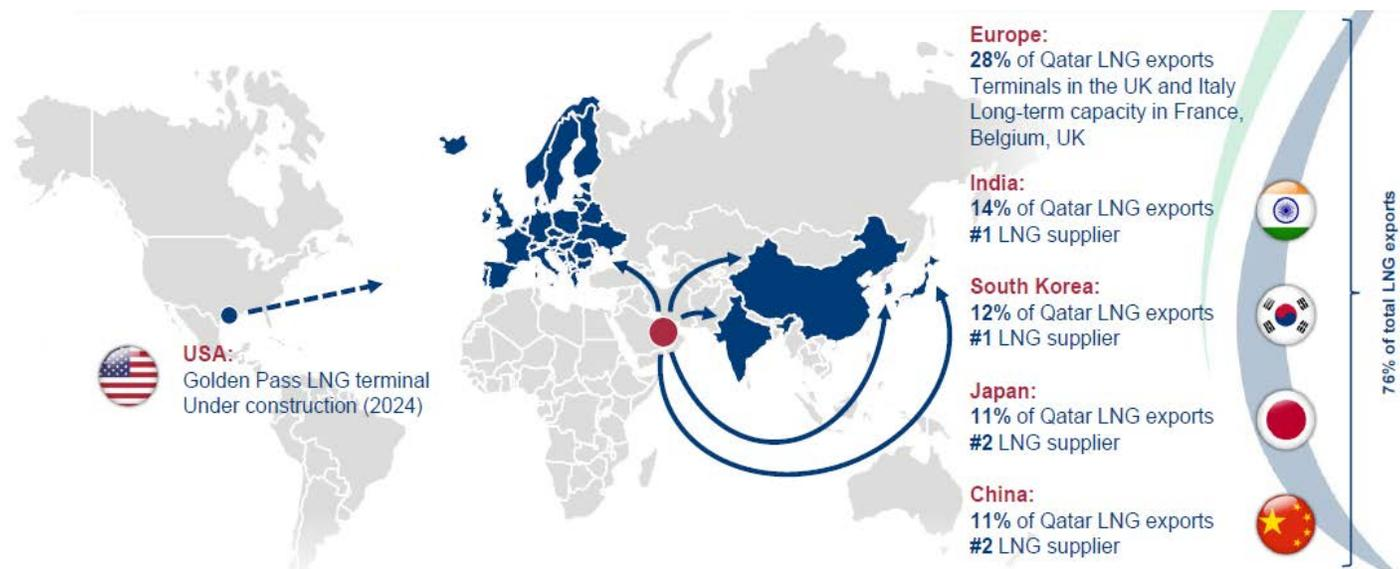 Europe:
28% of Qatar LNG exports
Terminals in the UK and Italy
Long-term capacity in France,
Belgium, UK
India:
14% of Qatar LNG exports
#1 LNG supplier
South Korea:
12% of Qatar LNG exports
#1 LNG supplier
Japan:
11% of Qatar LNG exports
#2 LNG supplier
China:
11% of Qatar LNG exports
#2 LNG supplier
76% of total LNG exports
USA:
Golden Pass LNG terminal
Under construction (2024)